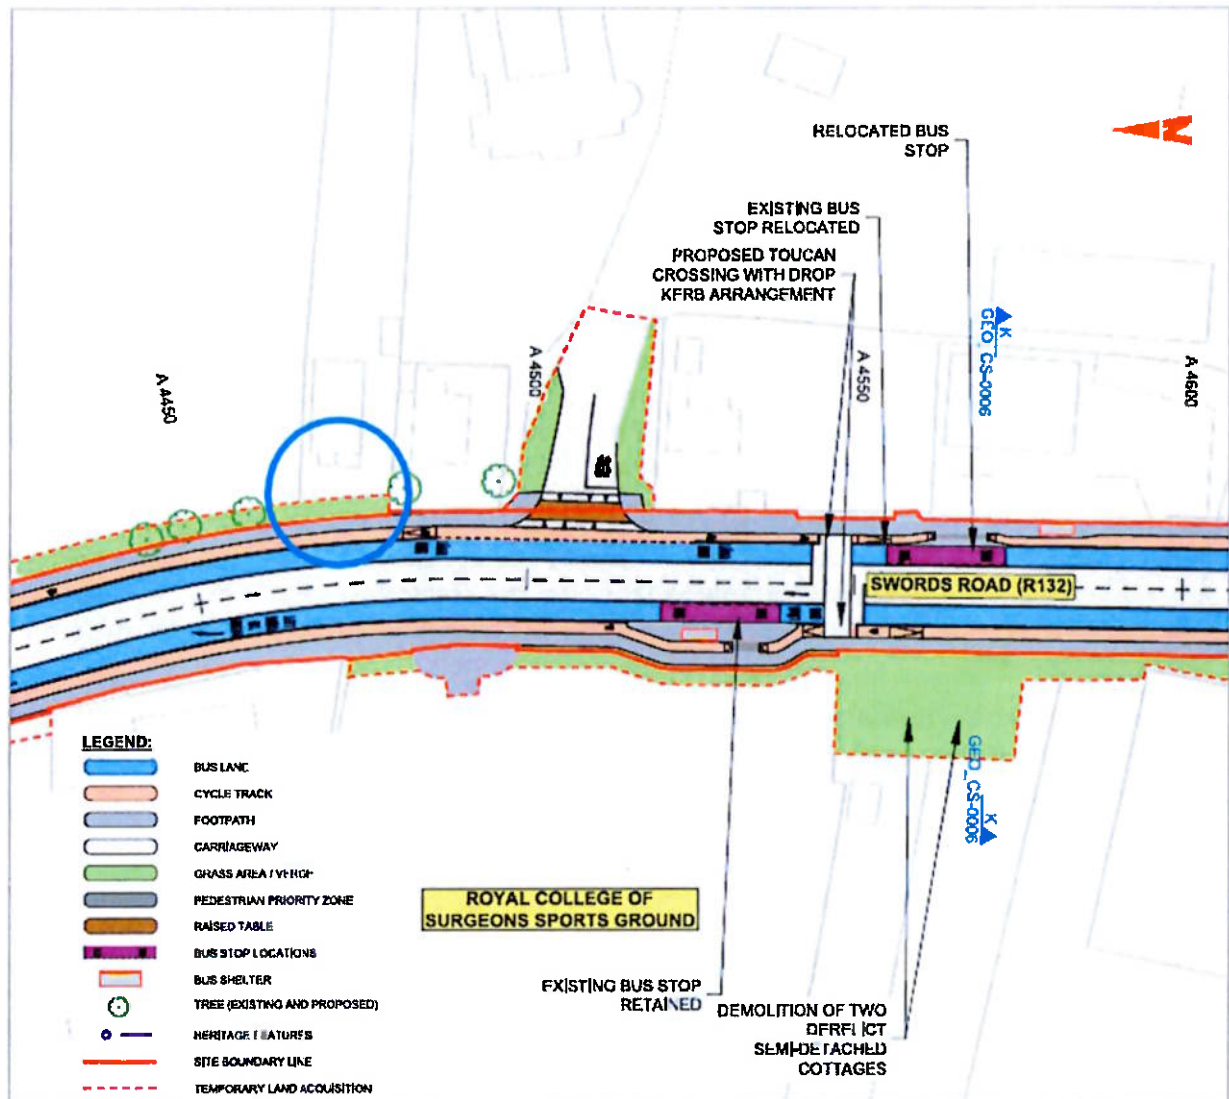 RELOCATED BUS
STOP
EXISTING BUS
STOP RELOCATED
PROPOSED TOUCAN
CROSSING WITH DROP
KERB ARRANGEMENT
K
GEO_CS-0006
A 4450
A 4500
A 4550
A 4600
SWORDS ROAD (R132)
K
GEO_CS-0006
LEGEND:
BUS LANE
CYCLE TRACK
FOOTPATH
CARRIAGEWAY
GRASS AREA / VERGE
PEDESTRIAN PRIORITY ZONE
RAISED TABLE
BUS STOP LOCATIONS
BUS SHELTER
TREE (EXISTING AND PROPOSED)
HERITAGE FEATURES
SITE BOUNDARY LINE
TEMPORARY LAND ACQUISITION
ROYAL COLLEGE OF
SURGEONS SPORTS GROUND
EXISTING BUS STOP
RETAINED
DEMOLITION OF TWO
DERELICT
SEMI-DETACHED
COTTAGES